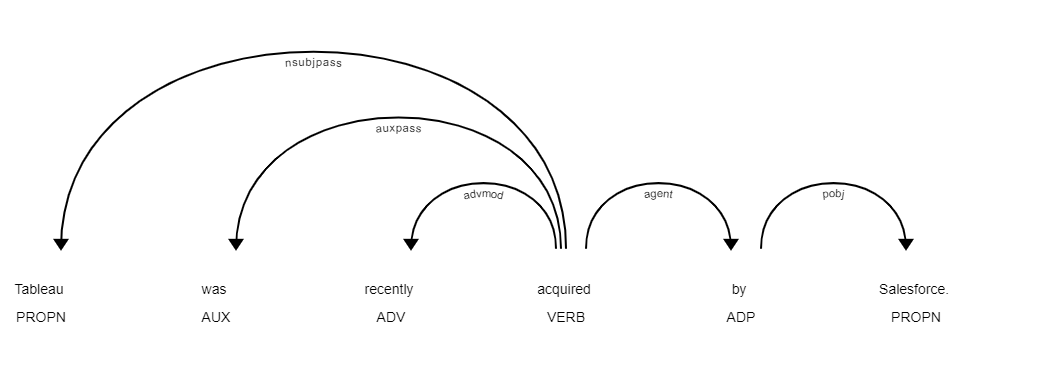 nsubjpass
auxpass
advmod agent pobj
Tableau was recently acquired by Salesforce.
PROPN AUX ADV VERB ADP PROPN